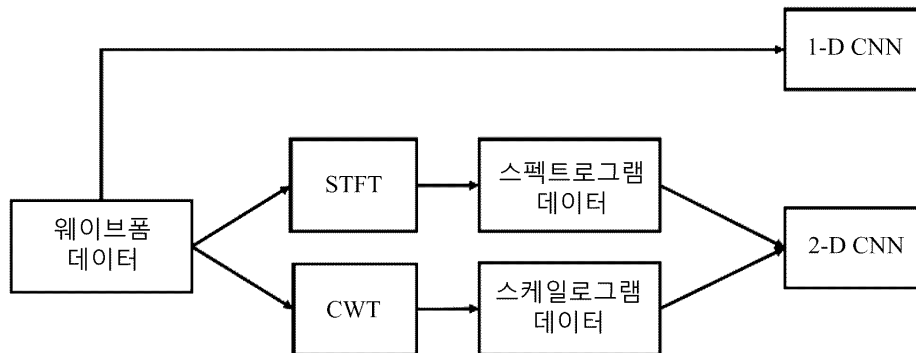 1-D CNN
STFT
스펙트로그램
데이터
웨이브폼
데이터
2-D CNN
CWT
스케일로그램
데이터